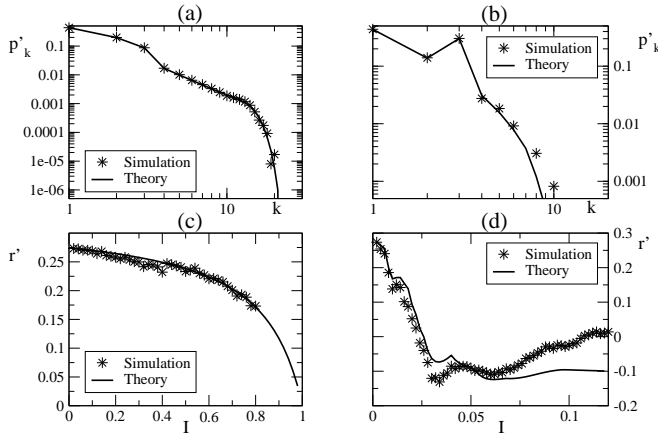 (a) (b)
p'k
0.1
0.01
0.001
0.0001
1e-05
1e-06
Simulation
Theory
1 10 k
p'k
0.1
0.01
0.001
Simulation
Theory
1 10 k
(c) (d)
r'
0.25
0.2
0.15
0.1
0.05
0
Simulation
Theory
0 0.2 0.4 0.6 0.8 1
I
r'
0.3
0.2
0.1
0
-0.1
-0.2
Simulation
Theory
0 0.05 0.1
I